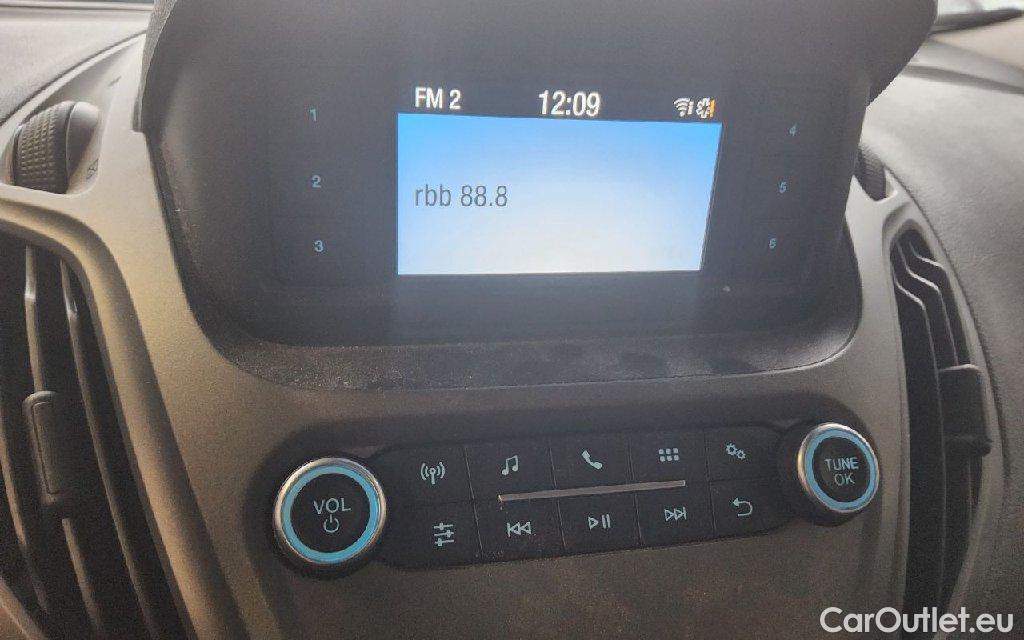 FM 2 12:09
1 4
rbb 88.8
2 5
3 6
VOL
TUNE
OK
CarOutlet.eu